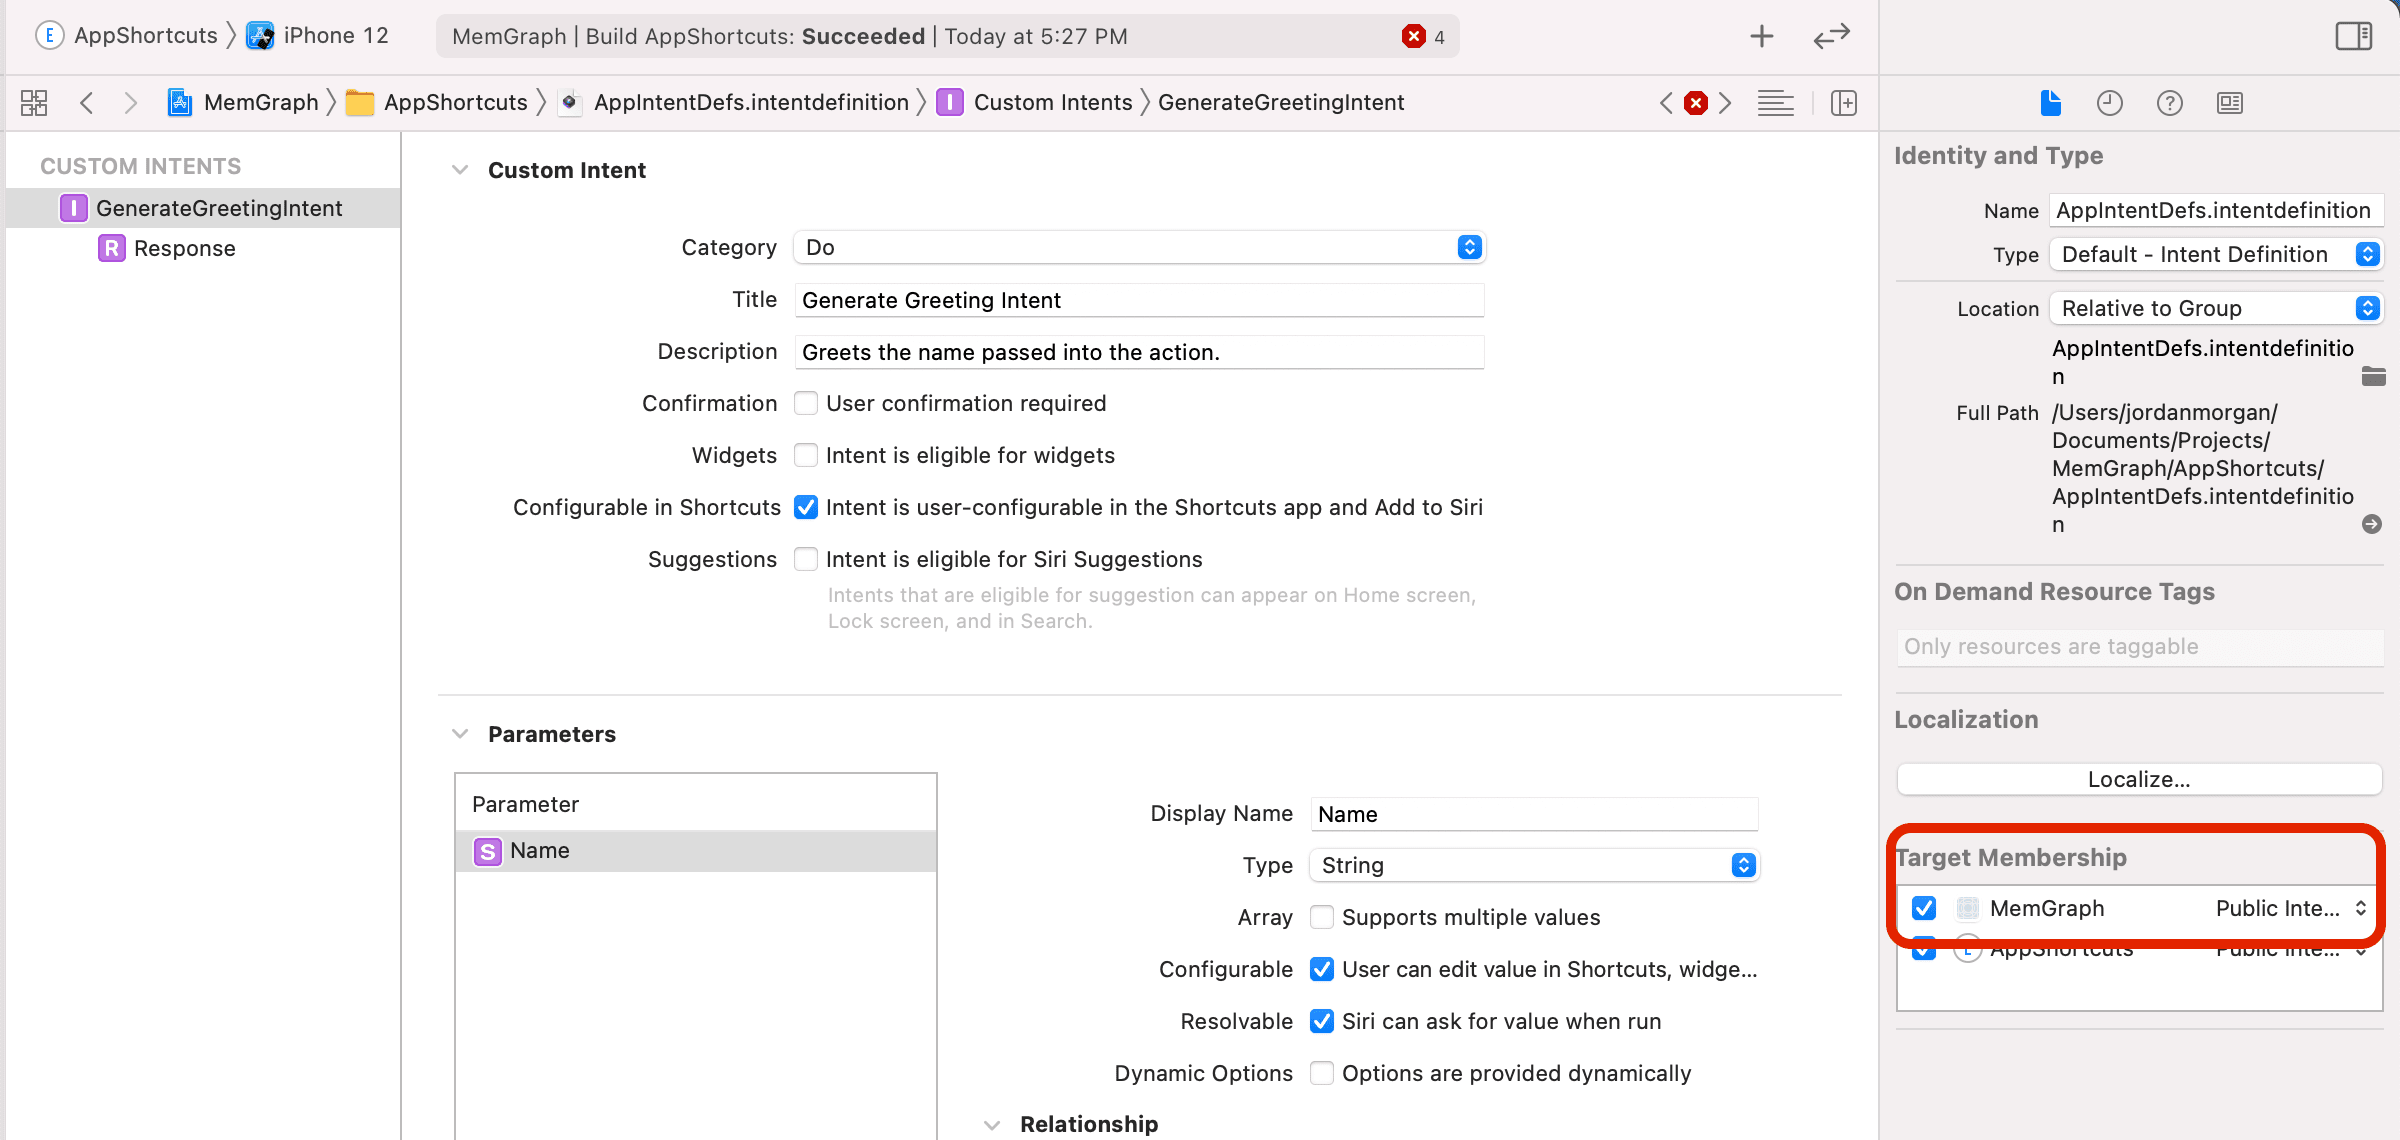 AppShortcuts iPhone 12
MemGraph | Build AppShortcuts: Succeeded | Today at 5:27 PM
4
MemGraph AppShortcuts AppIntentDefs.intentdefinition I Custom Intents GenerateGreetingIntent
CUSTOM INTENTS
I GenerateGreetingIntent
R Response
Custom Intent
Category Do
Title Generate Greeting Intent
Description Greets the name passed into the action.
Confirmation User confirmation required
Widgets Intent is eligible for widgets
Configurable in Shortcuts Intent is user-configurable in the Shortcuts app and Add to Siri
Suggestions Intent is eligible for Siri Suggestions
Intents that are eligible for suggestion can appear on Home screen,
Lock screen, and in Search.
Parameters
Parameter
S Name
Display Name Name
Type String
Array Supports multiple values
Configurable User can edit value in Shortcuts, widge...
Resolvable Siri can ask for value when run
Dynamic Options Options are provided dynamically
Relationship
Identity and Type
Name AppIntentDefs.intentdefinition
Type Default - Intent Definition
Location Relative to Group
AppIntentDefs.intentdefinitio
n
Full Path /Users/jordanmorgan/
Documents/Projects/
MemGraph/AppShortcuts/
AppIntentDefs.intentdefinitio
n
On Demand Resource Tags
Only resources are taggable
Localization
Localize...
Target Membership
MemGraph Public Inte...
AppShortcuts Public Inte...